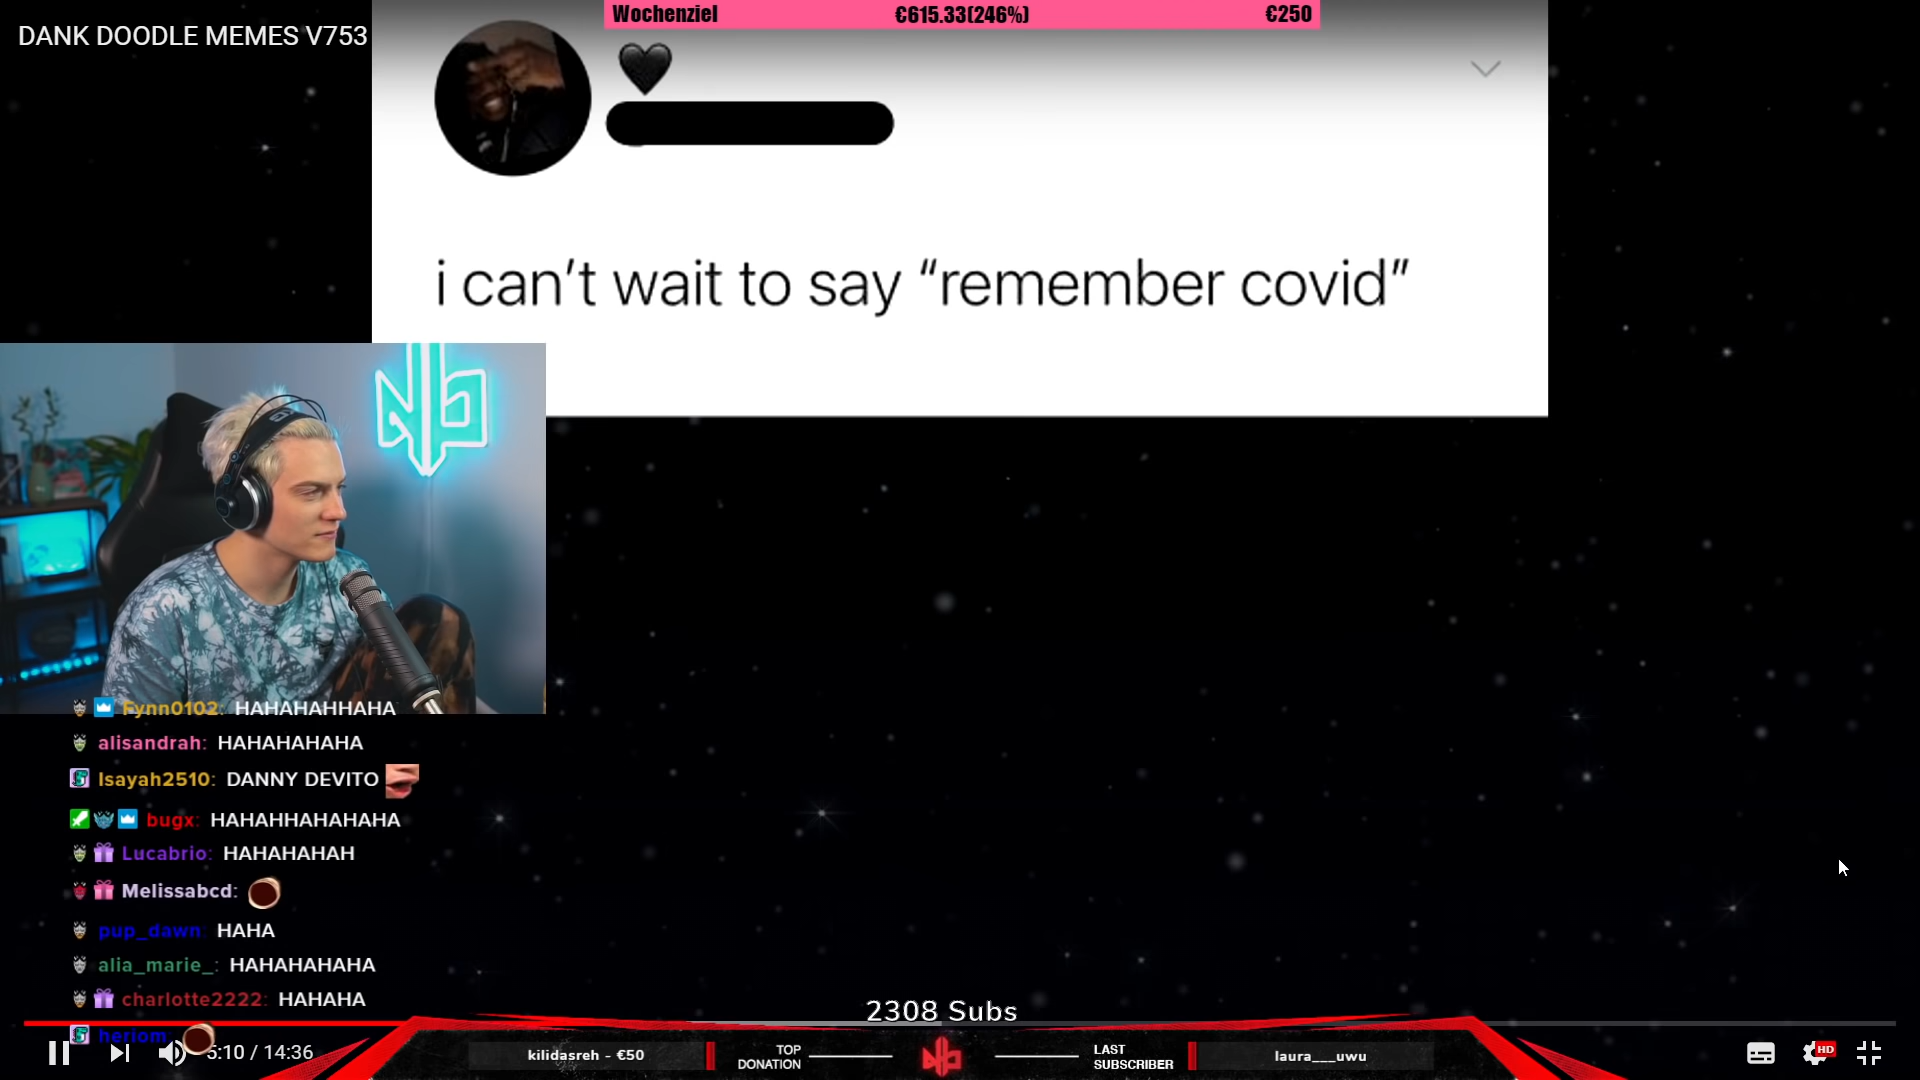 DANK DOODLE MEMES V753
Wochenziel €615.33(246%) €250
i can’t wait to say “remember covid”
Fynn0102: HAHAHAHHAHA
alisandrah: HAHAHAHAHA
Isayah2510: DANNY DEVITO
bugx: HAHAHHAHAHAHA
Lucabrio: HAHAHAHAH
Melissabcd:
pup_dawn: HAHA
alia_marie_: HAHAHAHAHA
charlotte2222: HAHAHA
heriom:
2308 Subs
5:10 / 14:36
kilidasreh - €50
TOP
DONATION
LAST
SUBSCRIBER
laura___uwu
HD